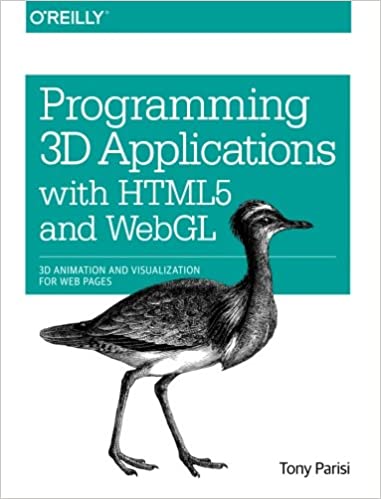 O'REILLY®
Programming
3D Applications
with HTML5
and WebGL
3D ANIMATION AND VISUALIZATION
FOR WEB PAGES
Tony Parisi